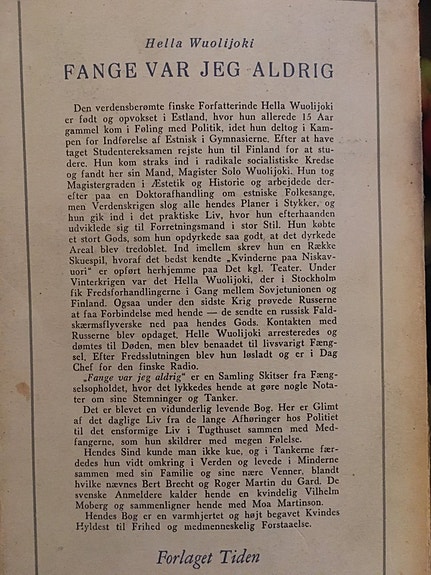 Hella Wuolijoki
FANGE VAR JEG ALDRIG
Den verdensberømte finske Forfatterinde Hella Wuolijoki
er født og opvokset i Estland, hvor hun allerede 15 Aar
gammel kom i Føling med Politik, idet hun deltog i Kam-
pen for Indførelse af Estnisk i Gymnasierne. Efter at have
taget Studentereksamen rejste hun til Finland for at stu-
dere. Hun kom straks ind i radikale socialistiske Kredse
og fandt her sin Mand, Magister Solo Wuolijoki. Hun tog
Magistergraden i Æstetik og Historie og arbejdede der-
efter paa en Doktorafhandling om estniske Folkesange,
men Verdenskrigen slog alle hendes Planer i Stykker, og
hun gik ind i det praktiske Liv, hvor hun efterhaanden
udviklede sig til Forretningsmand i stor Stil. Hun købte
et stort Gods, som hun opdyrkede saa godt, at det dyrkede
Areal blev tredoblet. Ind imellem skrev hun en Række
Skuespil, hvoraf det bedst kendte „Kvinderne paa Niskav-
uori“ er opført herhjemme paa Det kgl. Teater. Under
Vinterkrigen var det Hella Wuolijoki, der i Stockholm
fik Fredsforhandlingerne i Gang mellem Sovjetunionen og
Finland. Ogsaa under den sidste Krig prøvede Russerne
at faa Forbindelse med hende — de sendte en russisk Fald-
skærmsflyverske ned paa hendes Gods. Kontakten med
Russerne blev opdaget, Helle Wuolijoki arresteredes og
dømtes til Døden, men blev benaadet til livsvarigt Fæng-
sel. Efter Fredsslutningen blev hun løsladt og er i Dag
Chef for den finske Radio.
„Fange var jeg aldrig“ er en Samling Skitser fra Fæng-
selsopholdet, hvor det lykkedes hende at gøre nogle Nota-
ter om sine Stemninger og Tanker.
Det er blevet en vidunderlig levende Bog. Her er Glimt
af det daglige Liv fra de lange Afhøringer hos Politiet
til det ensformige Liv i Tugthuset sammen med Med-
fangerne, som hun skildrer med megen Følelse.
Hendes Sind kunde man ikke kue, og i Tankerne fær-
dedes hun vidt omkring i Verden og levede i Minderne
sammen med sin Familie og sine nære Venner, blandt
hvilke nævnes Bert Brecht og Roger Martin du Gard. De
svenske Anmeldere kalder hende en kvindelig Vilhelm
Moberg og sammenligner hende med Moa Martinson.
Hendes Bog er en varmhjertet og højt begavet Kvindes
Hyldest til Frihed og medmenneskelig Forstaaelse.
Forlaget Tiden